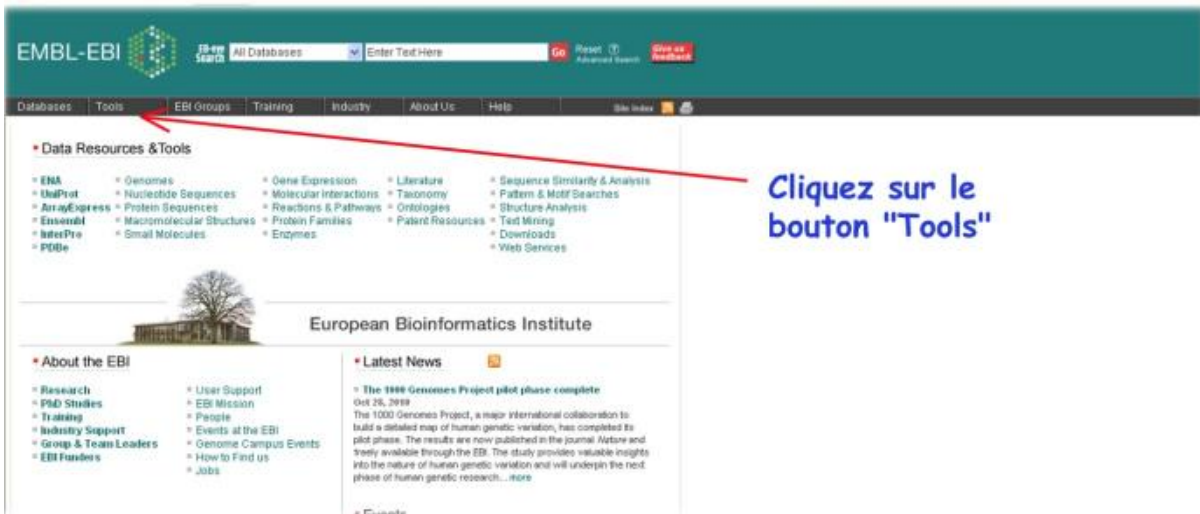 EMBL-EBI
EB-eye Search All Databases Enter Text Here Go Reset Advanced Search Give us feedback
Databases Tools EBI Groups Training Industry About Us Help Site Index
Data Resources &Tools
ENA Genomes Gene Expression Literature Sequence Similarity & Analysis
UniProt Nucleotide Sequences Molecular Interactions Taxonomy Pattern & Motif Searches
ArrayExpress Protein Sequences Reactions & Pathways Ontologies Structure Analysis
Ensembl Macromolecular Structures Protein Families Patent Resources Text Mining
InterPro Small Molecules Enzymes Downloads
PDBe Web Services
Cliquez sur le
bouton "Tools"
European Bioinformatics Institute
About the EBI
Research User Support
PhD Studies EBI Mission
Training People
Industry Support Events at the EBI
Group & Team Leaders Genome Campus Events
EBI Funders How to Find us
Jobs
Latest News
The 1000 Genomes Project pilot phase complete
Oct 28, 2010
The 1000 Genomes Project, a major international collaboration to
build a detailed map of human genetic variation, has completed its
pilot phase. The results are now published in the journal Nature and
freely available through the EBI. The study provides valuable insights
into the nature of human genetic variation and will underpin the next
phase of human genetic research... more
Events